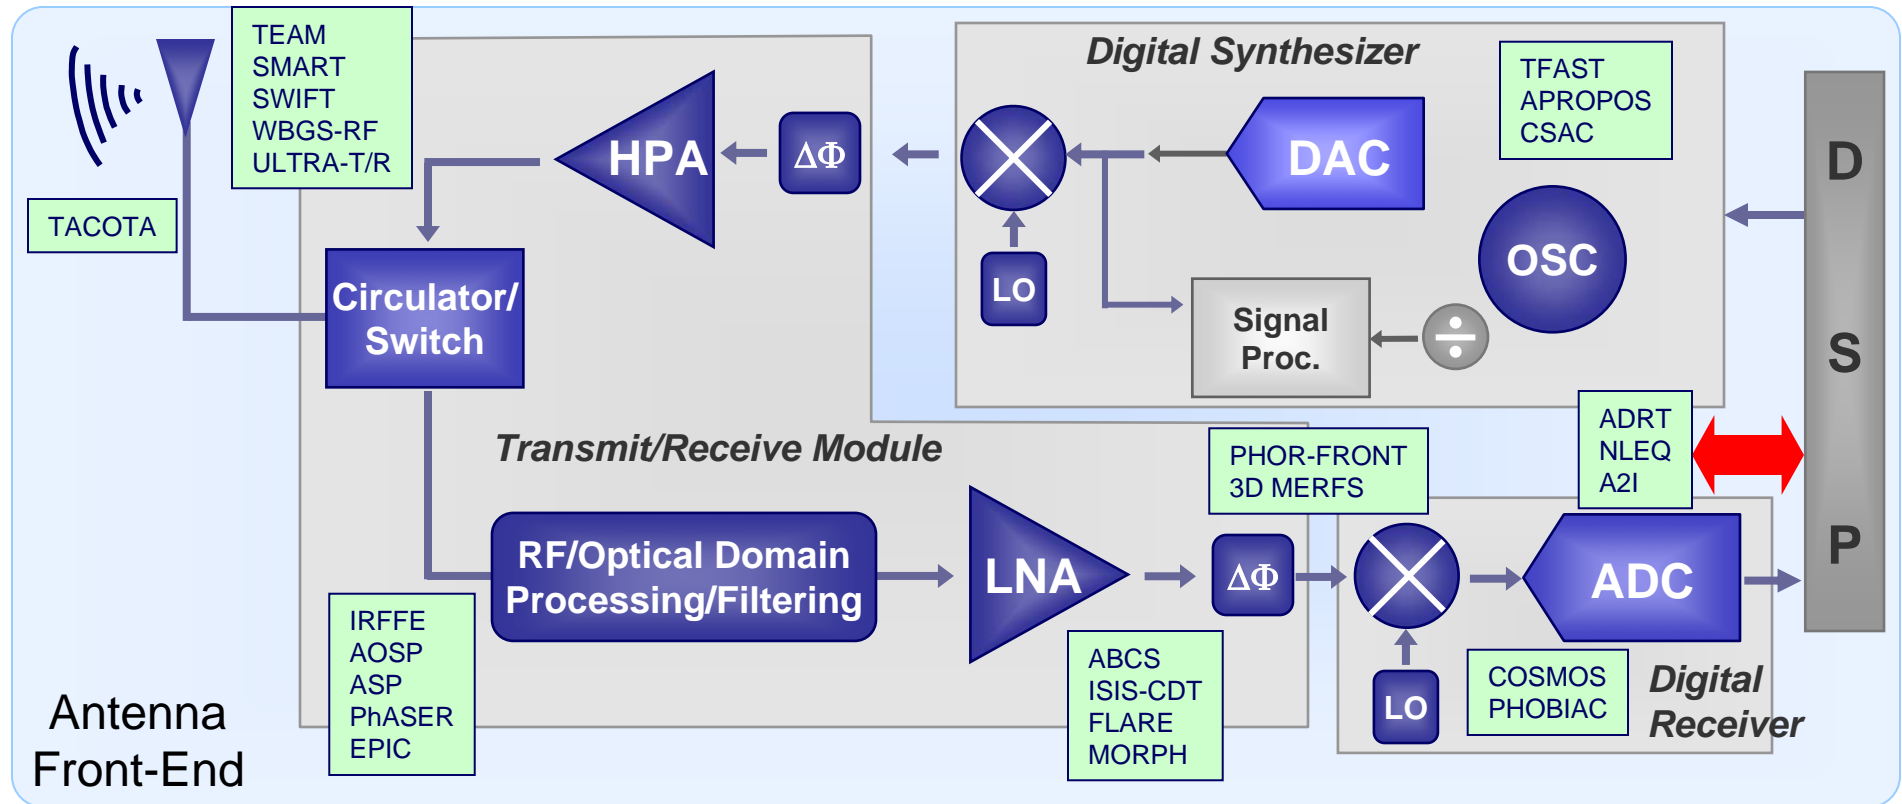 TEAM
SMART
SWIFT
WBGS-RF
ULTRA-T/R
TACOTA
HPA
ΔΦ
Circulator/
Switch
Digital Synthesizer
DAC
TFAST
APROPOS
CSAC
OSC
LO
Signal
Proc.
÷
D
S
P
Transmit/Receive Module
RF/Optical Domain
Processing/Filtering
LNA
ΔΦ
PHOR-FRONT
3D MERFS
ADRT
NLEQ
A2I
ADC
LO
COSMOS
PHOBIAC
Digital
Receiver
IRFFE
AOSP
ASP
PhASER
EPIC
ABCS
ISIS-CDT
FLARE
MORPH
Antenna
Front-End